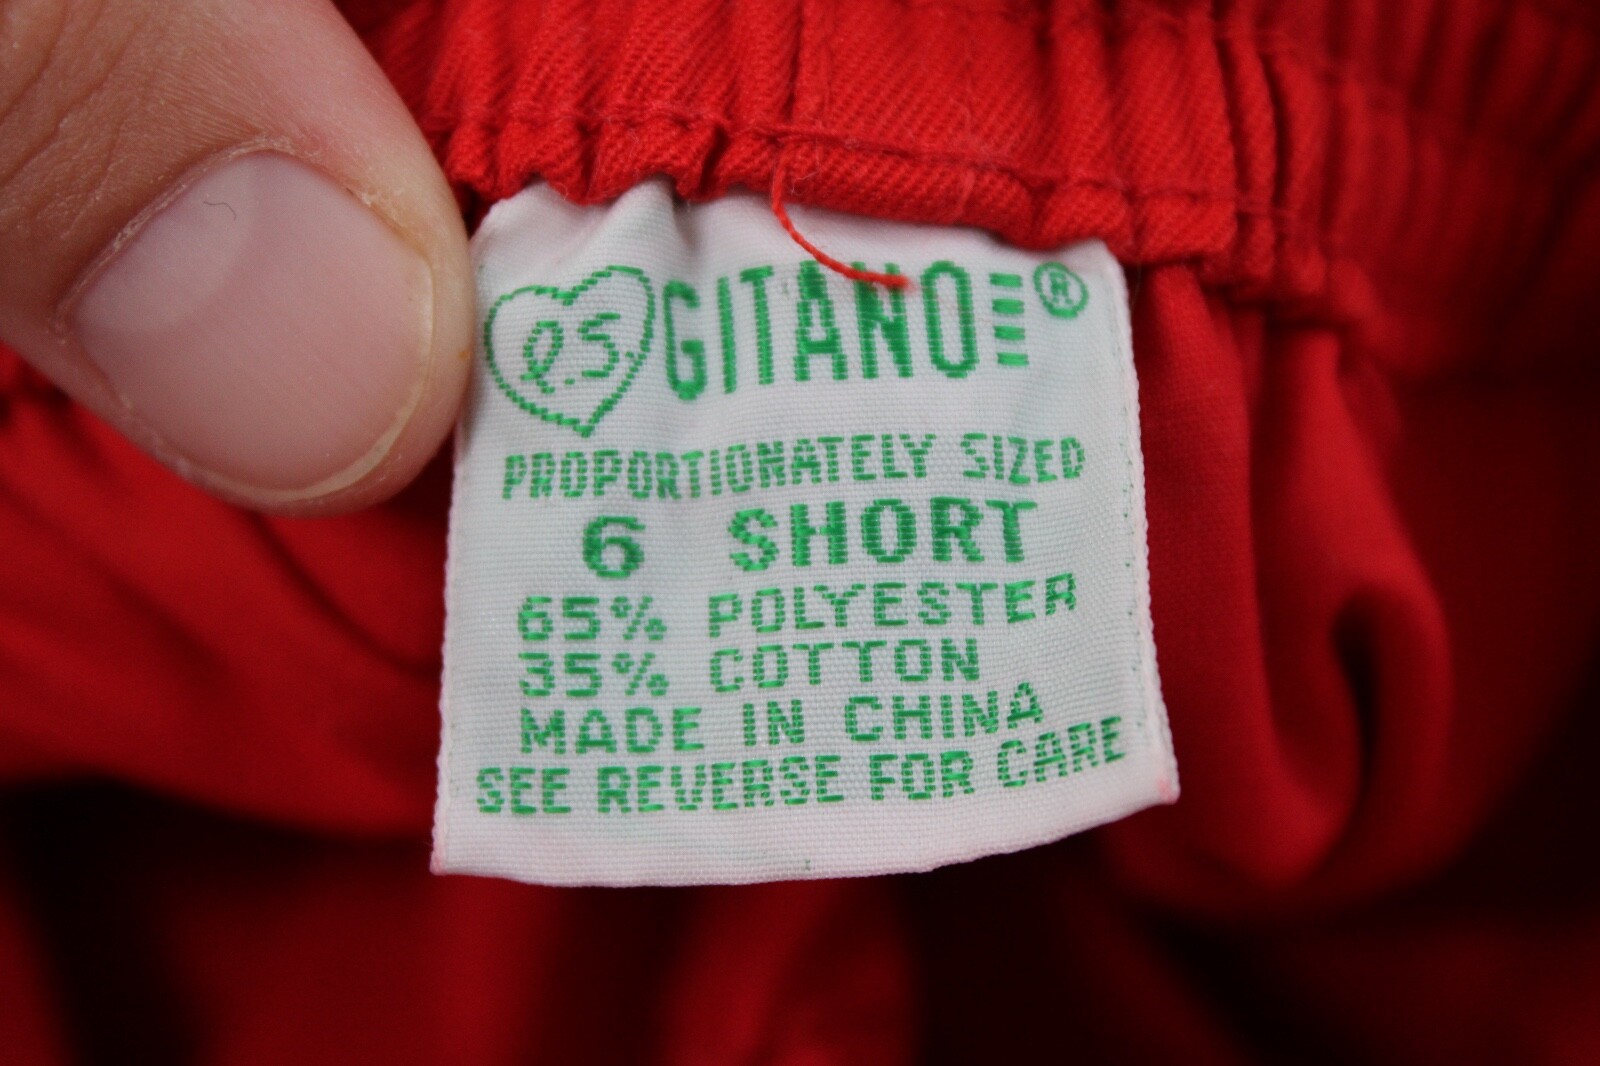 P.S. GITANO ®
PROPORTIONATELY SIZED
6 SHORT
65% POLYESTER
35% COTTON
MADE IN CHINA
SEE REVERSE FOR CARE